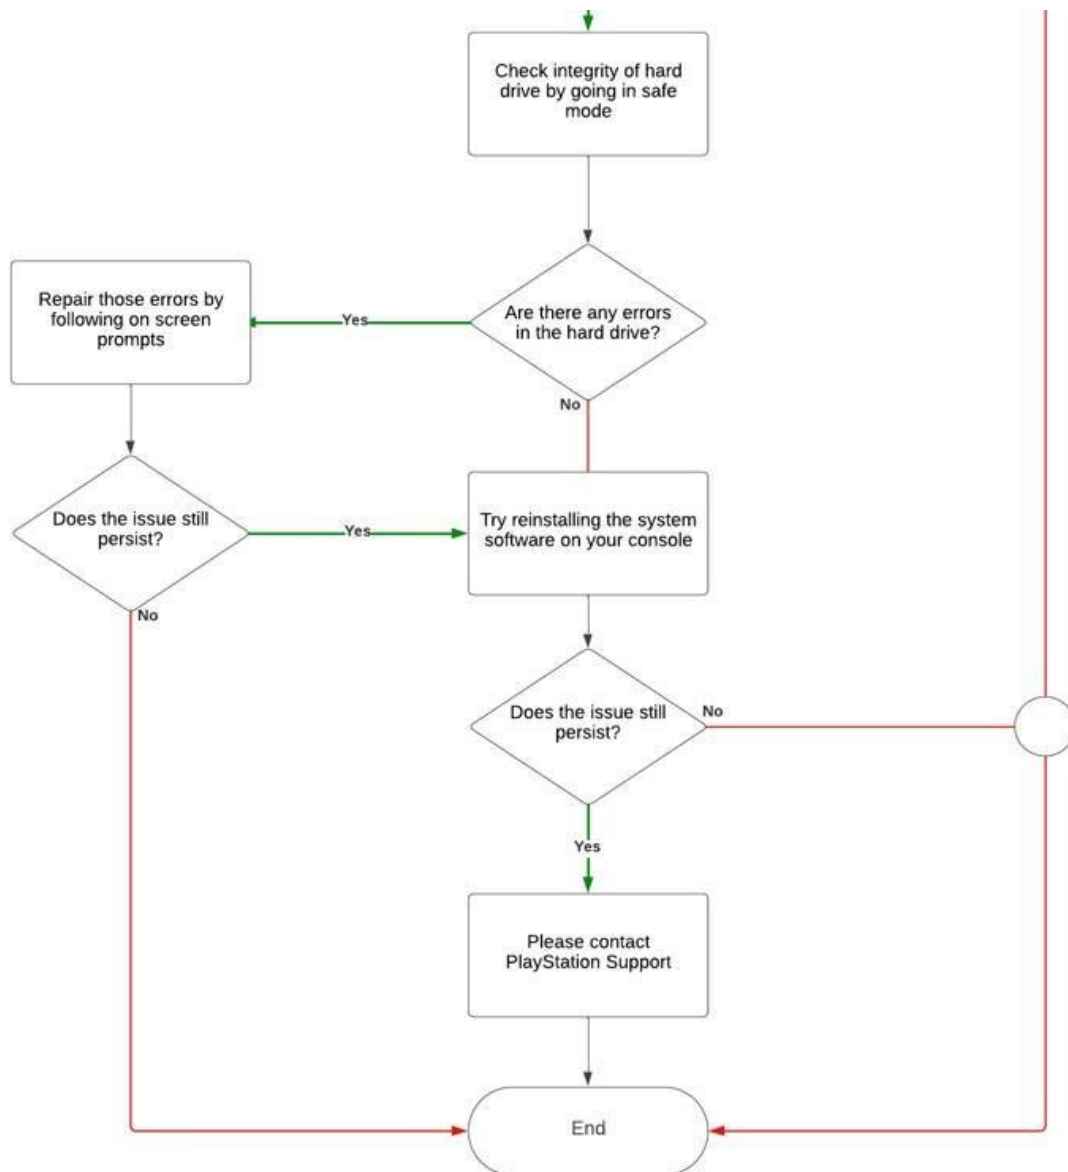 Check integrity of hard
drive by going in safe
mode
Are there any errors
in the hard drive?
Yes
Repair those errors by
following on screen
prompts
No
Does the issue still
persist?
Yes
Try reinstalling the system
software on your console
No
Does the issue still
persist?
No
Yes
Please contact
PlayStation Support
End